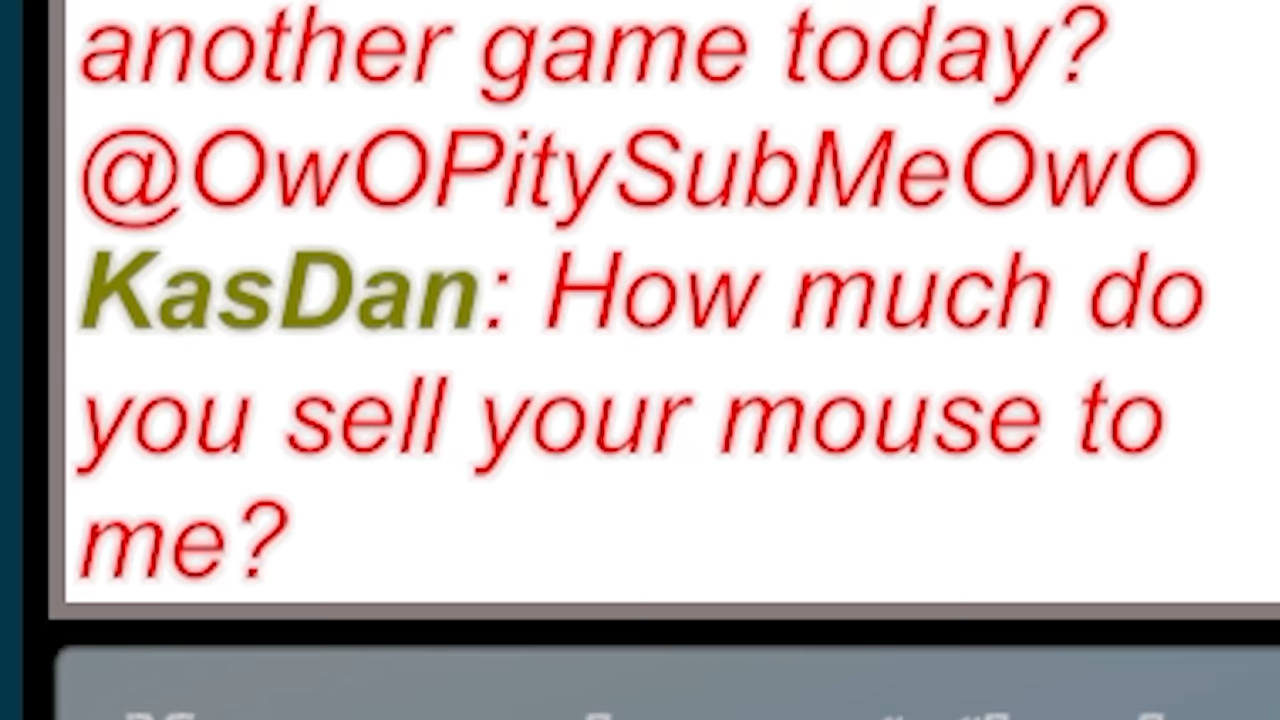 another game today?
@OwOPitySubMeOwO
KasDan: How much do
you sell your mouse to
me?